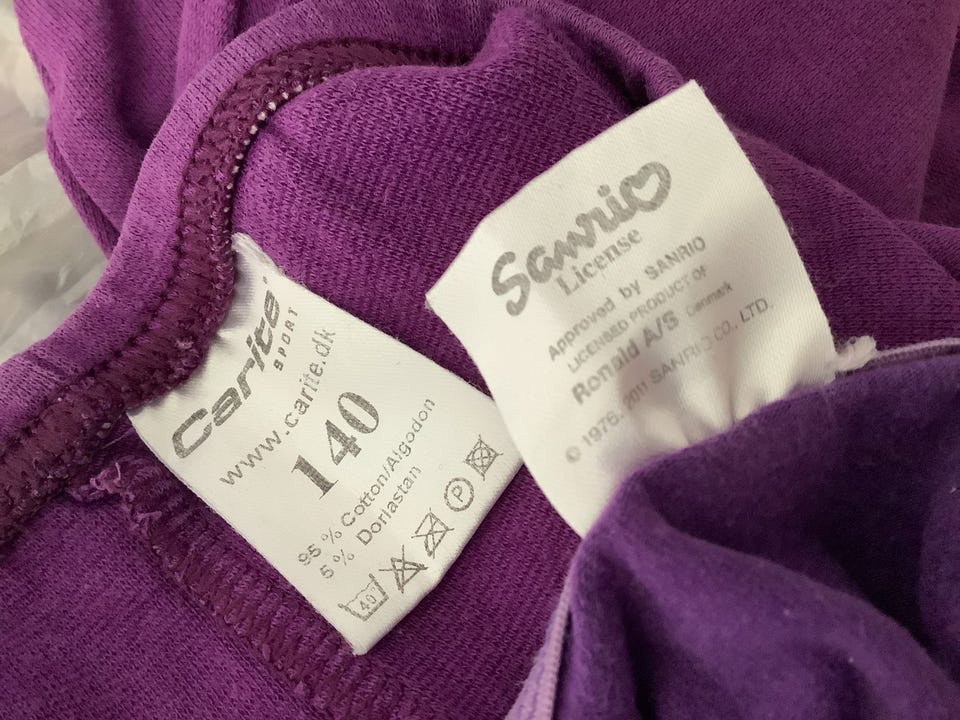 Carite
SPORT
www.carite.dk
140
95 % Cotton/Algodon
5 % Dorlastan
40°
P
Sanrio
License
Approved by SANRIO
LICENSED PRODUCT OF
Ronald A/S Denmark
© 1976, 2011 SANRIO CO., LTD.